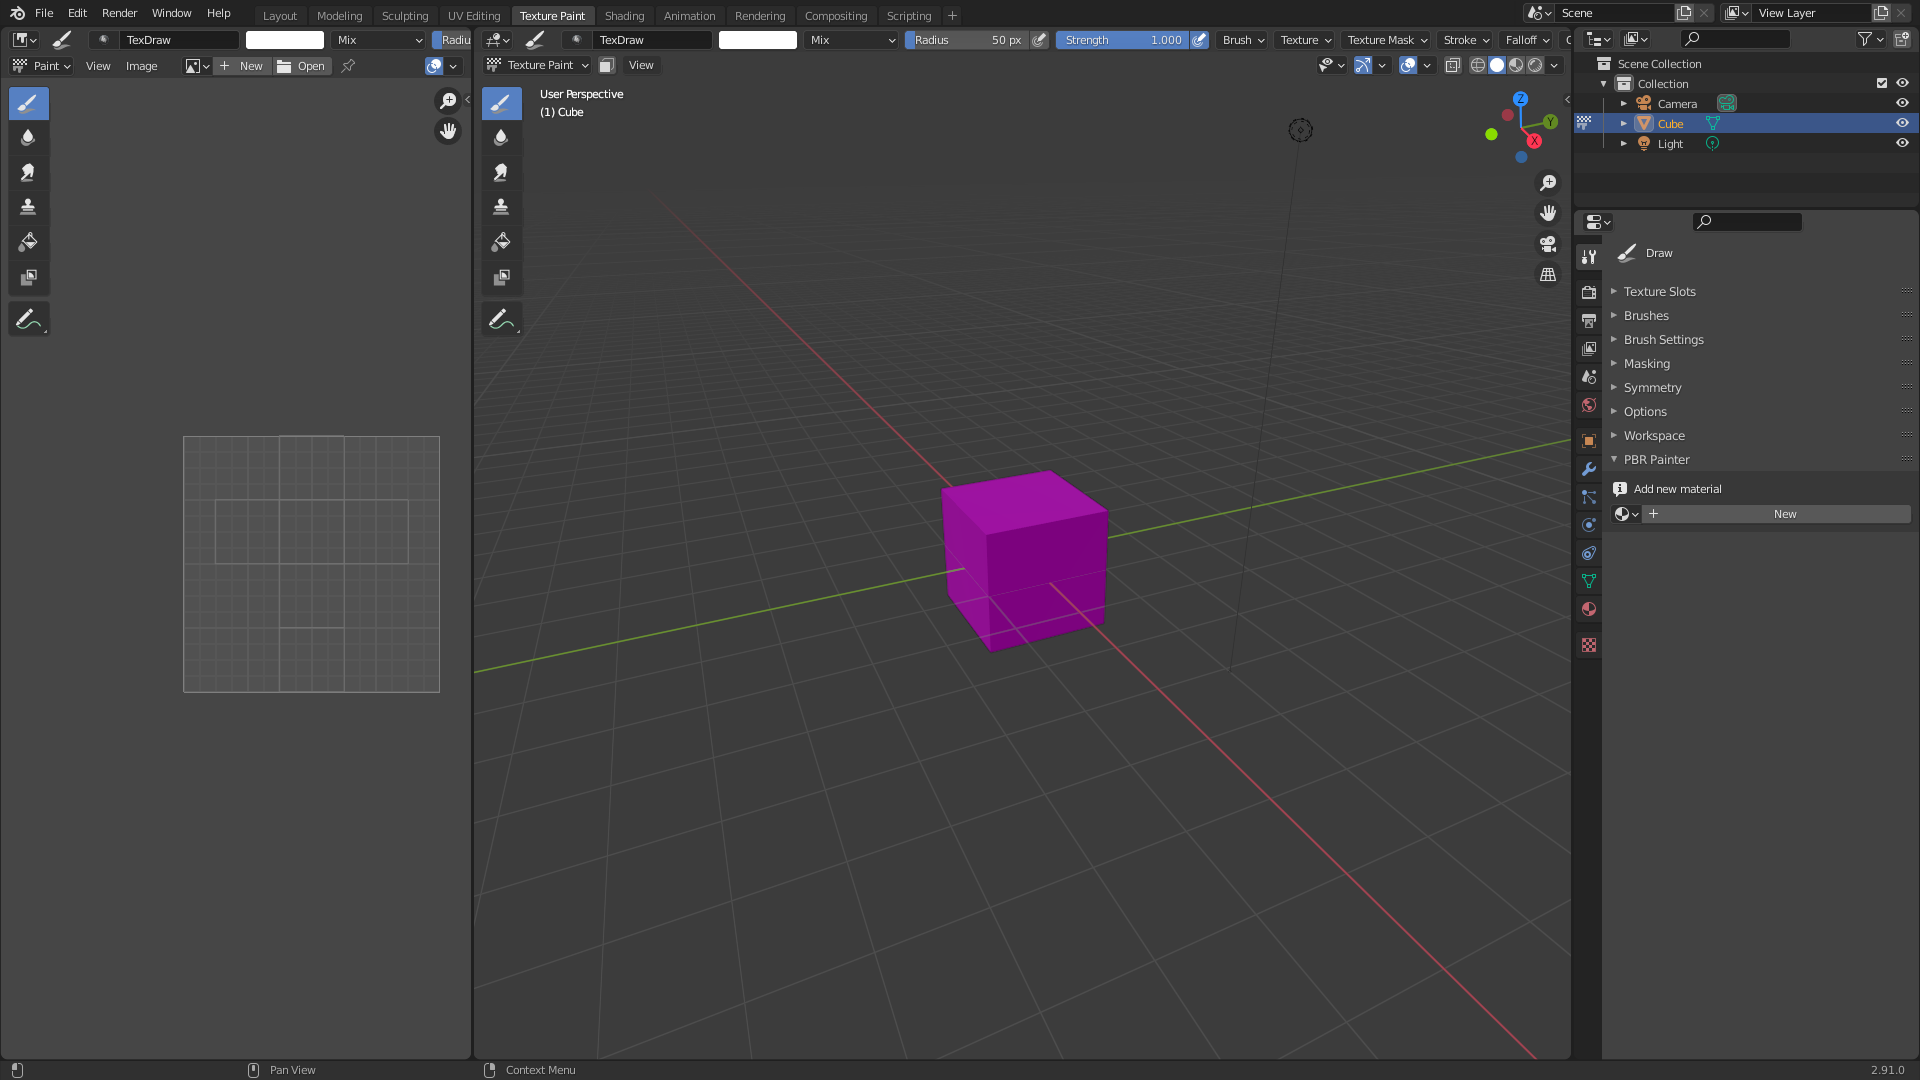 File Edit Render Window Help Layout Modeling Sculpting UV Editing Texture Paint Shading Animation Rendering Compositing Scripting + Scene View Layer
TexDraw Mix Radiu TexDraw Mix Radius 50 px Strength 1.000 Brush Texture Texture Mask Stroke Falloff
Paint View Image New Open Texture Paint View
User Perspective
(1) Cube
Z
Y
X
Scene Collection
Collection
Camera
Cube
Light
Draw
Texture Slots
Brushes
Brush Settings
Masking
Symmetry
Options
Workspace
PBR Painter
Add new material
New
Pan View Context Menu 2.91.0